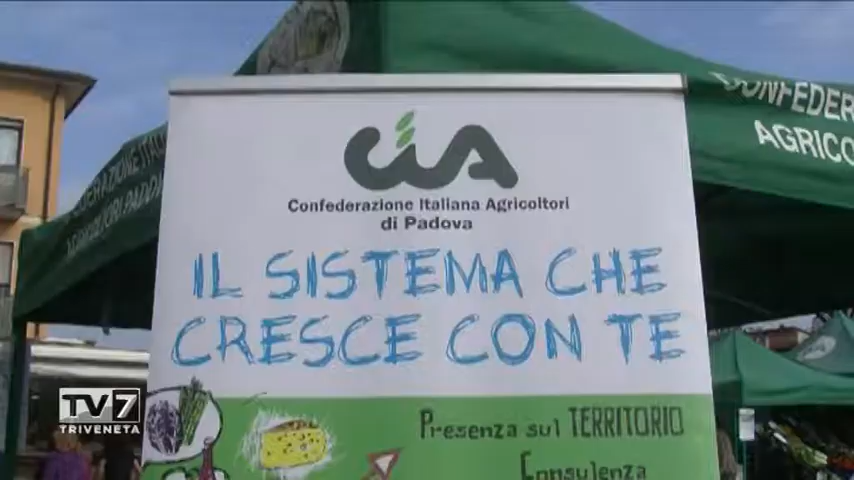 CONFEDER
AGRICO
CIA
Confederazione Italiana Agricoltori
di Padova
IL SISTEMA CHE
CRESCE CON TE
Presenza sul TERRITORIO
Consulenza
TV7
TRIVENETA